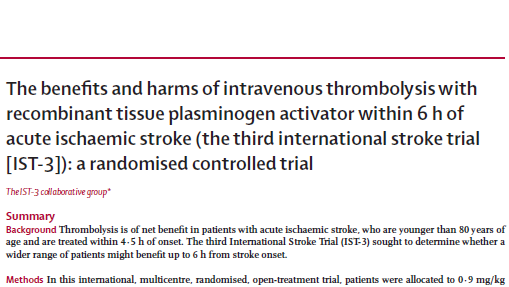 The benefits and harms of intravenous thrombolysis with
recombinant tissue plasminogen activator within 6 h of
acute ischaemic stroke (the third international stroke trial
[IST-3]): a randomised controlled trial
The IST-3 collaborative group*
Summary
Background Thrombolysis is of net benefit in patients with acute ischaemic stroke, who are younger than 80 years of
age and are treated within 4·5 h of onset. The third International Stroke Trial (IST-3) sought to determine whether a
wider range of patients might benefit up to 6 h from stroke onset.
Methods In this international, multicentre, randomised, open-treatment trial, patients were allocated to 0·9 mg/kg